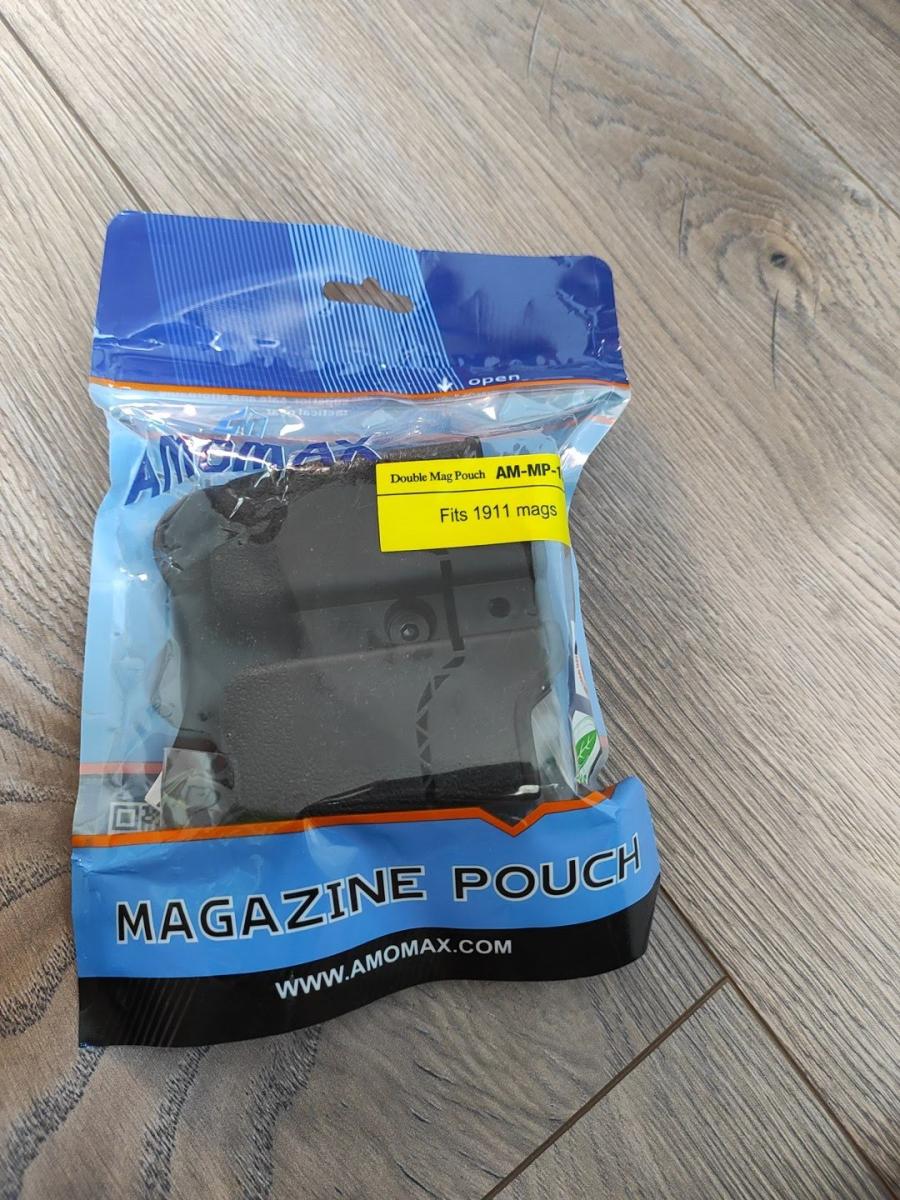 open
AMOMAX
Double Mag Pouch AM-MP-
Fits 1911 mags
MAGAZINE POUCH
WWW.AMOMAX.COM